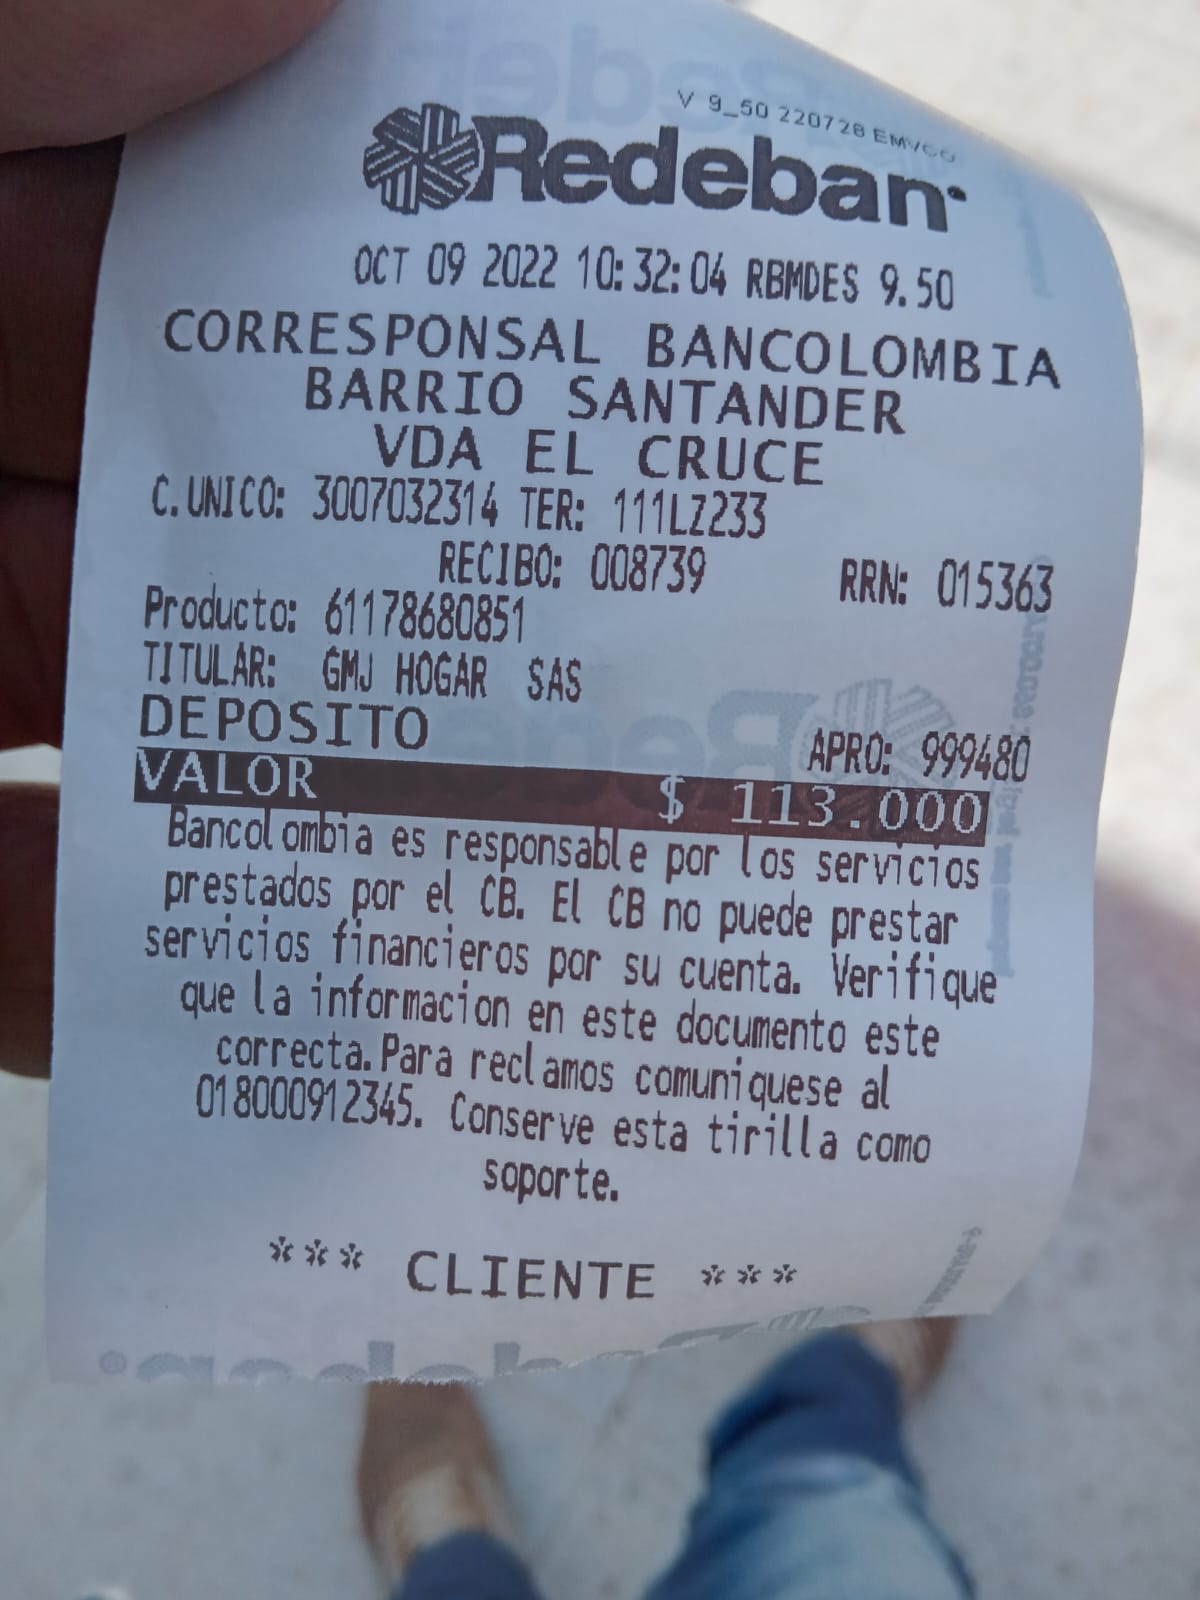 V 9_50 220728 EMVCO
Redeban
OCT 09 2022 10:32:04 RBMDES 9.50
CORRESPONSAL BANCOLOMBIA
BARRIO SANTANDER
VDA EL CRUCE
C.UNICO: 3007032314 TER: 111LZ233
RECIBO: 008739 RRN: 015363
Producto: 61178680851
TITULAR: GMJ HOGAR SAS
DEPOSITO APRO: 999480
VALOR $ 113.000
Bancolombia es responsable por los servicios
prestados por el CB. El CB no puede prestar
servicios financieros por su cuenta. Verifique
que la informacion en este documento este
correcta.Para reclamos comuniquese al
018000912345. Conserve esta tirilla como
soporte.
*** CLIENTE ***